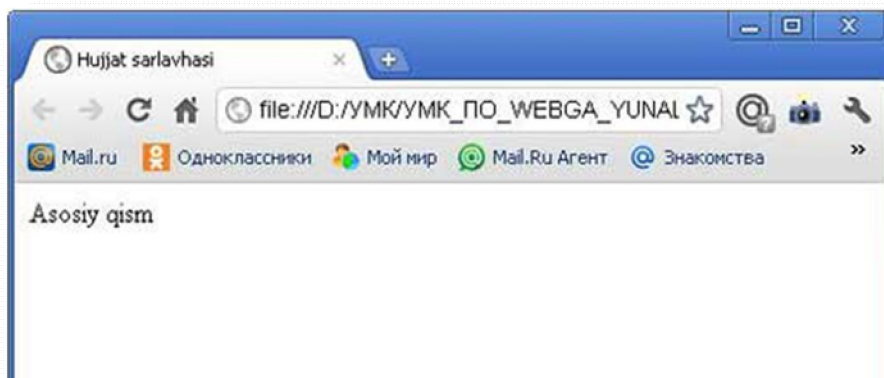 Hujjat sarlavhasi
file:///D:/УМК/УМК_ПО_WEBGA_YUNAL
Mail.ru Одноклассники Мой мир Mail.Ru Агент Знакомства »
Asosiy qism